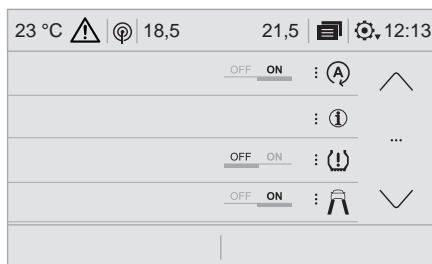 23 °C 18,5 21,5 12:13
OFF ON : A
: i
OFF ON : (!)
...
OFF ON :